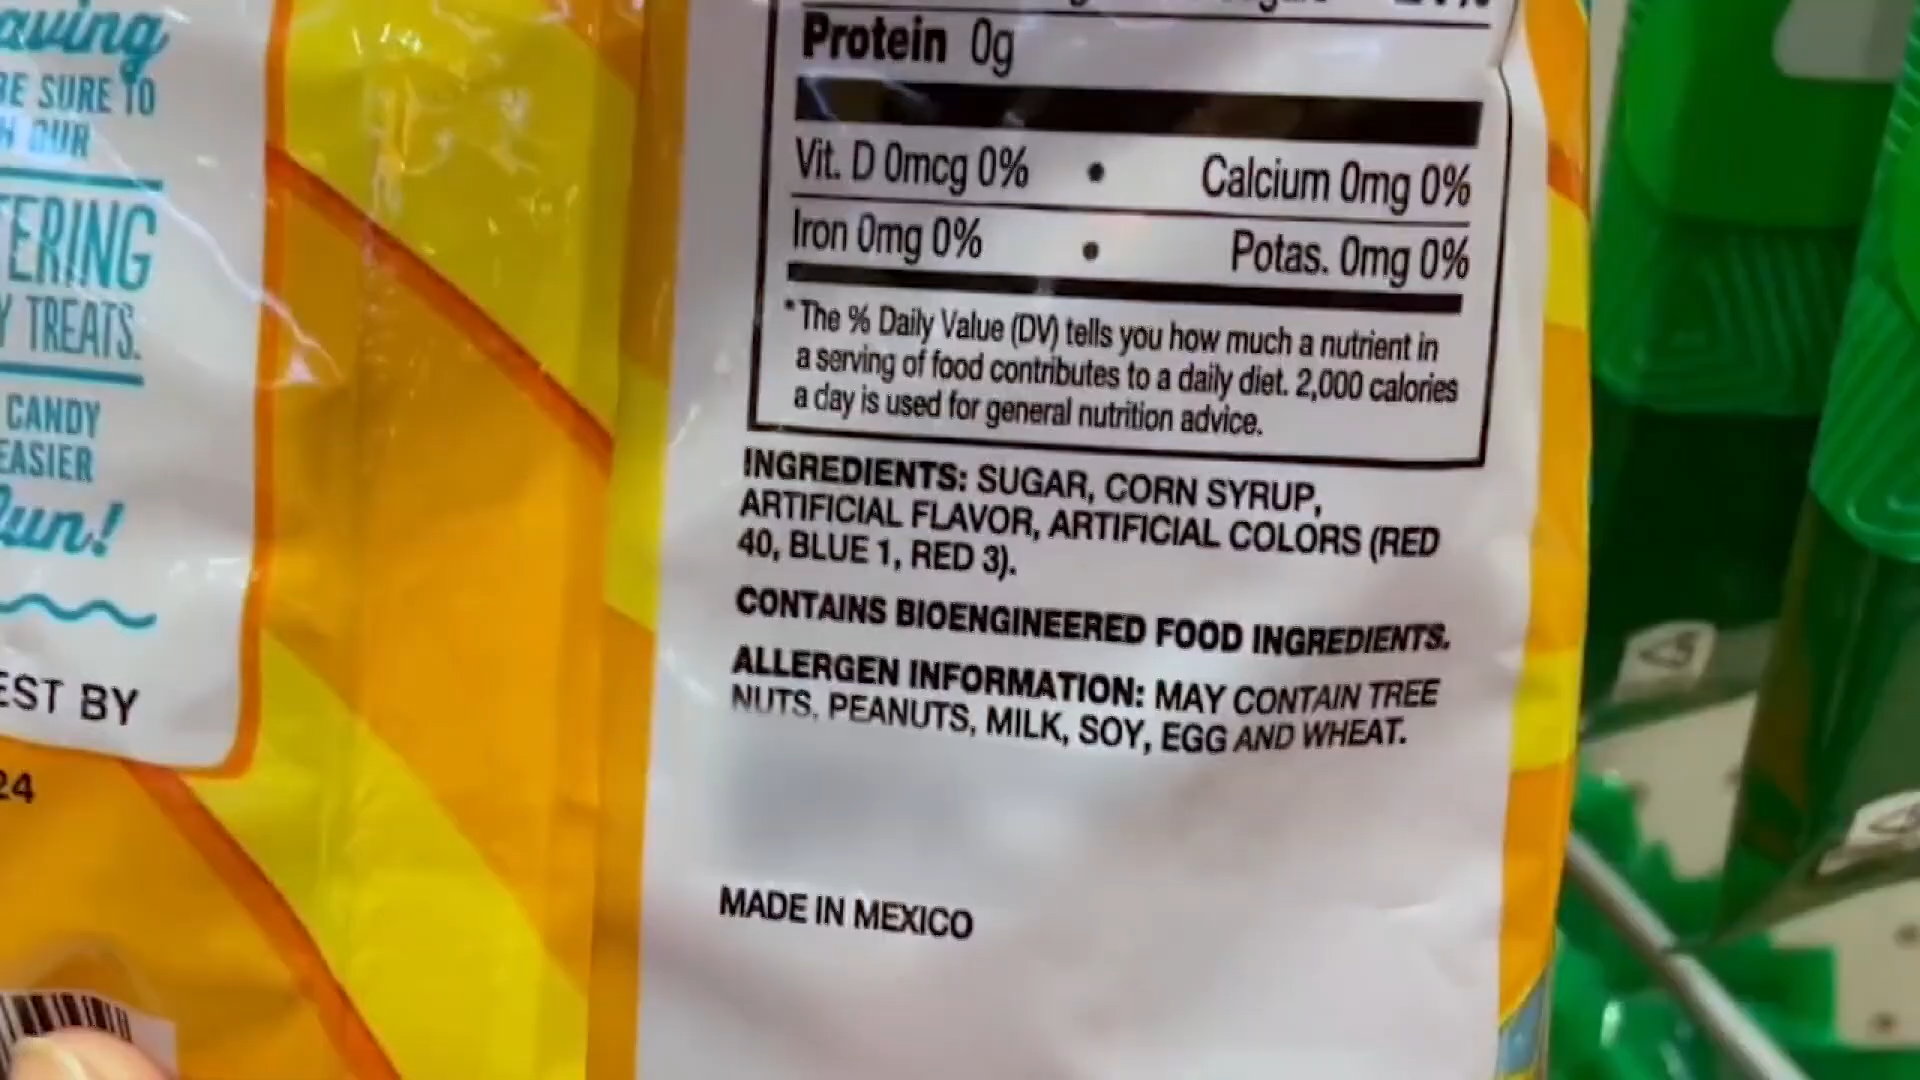 BE SURE TO
OUR
TREATS.
CANDY
EASIER
BY
24
Protein 0g
Vit. D 0mcg 0% • Calcium 0mg 0%
Iron 0mg 0% • Potas. 0mg 0%
*The % Daily Value (DV) tells you how much a nutrient in
a serving of food contributes to a daily diet. 2,000 calories
a day is used for general nutrition advice.
INGREDIENTS: SUGAR, CORN SYRUP,
ARTIFICIAL FLAVOR, ARTIFICIAL COLORS (RED
40, BLUE 1, RED 3).
CONTAINS BIOENGINEERED FOOD INGREDIENTS.
ALLERGEN INFORMATION: MAY CONTAIN TREE
NUTS, PEANUTS, MILK, SOY, EGG AND WHEAT.
MADE IN MEXICO